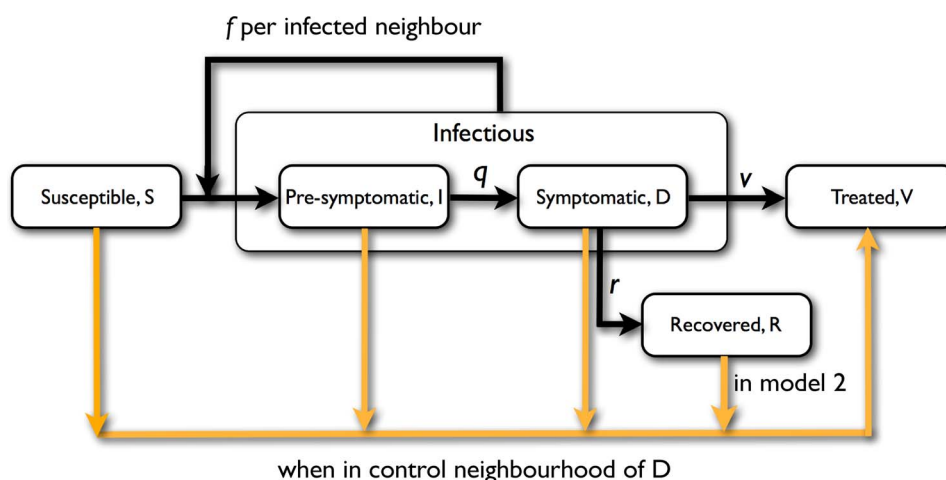 f per infected neighbour
Infectious
Susceptible, S
Pre-symptomatic, I
q
Symptomatic, D
v
Treated, V
r
Recovered, R
in model 2
when in control neighbourhood of D